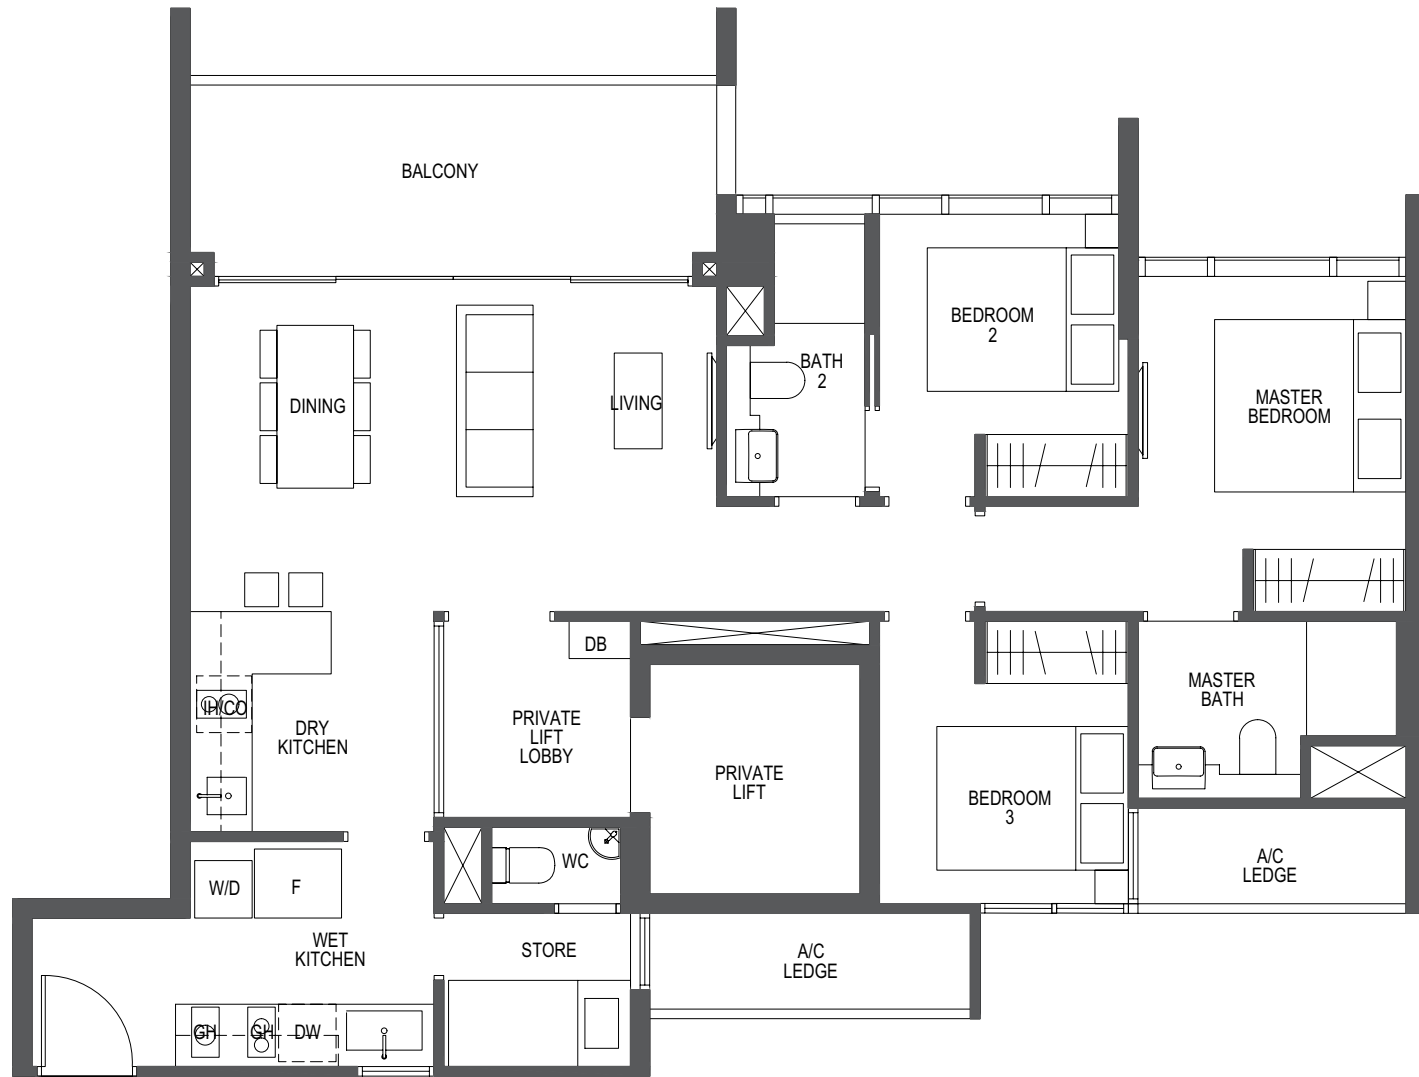 BALCONY
BEDROOM
2
BATH
2
DINING
LIVING
MASTER
BEDROOM
DB
IH/CO
DRY
KITCHEN
PRIVATE
LIFT
LOBBY
PRIVATE
LIFT
MASTER
BATH
BEDROOM
3
WC
A/C
LEDGE
W/D
F
WET
KITCHEN
STORE
A/C
LEDGE
GH
GH
DW